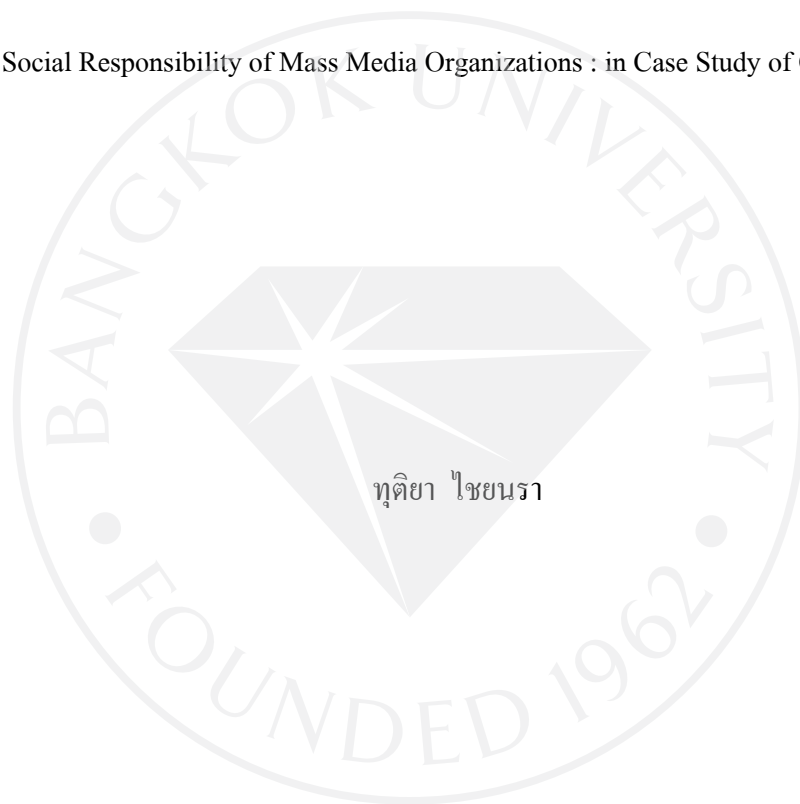 Social Responsibility of Mass Media Organizations : in Case Study of
ทุติยา ไชยนรา
BANGKOK UNIVERSITY
FOUNDED 1962